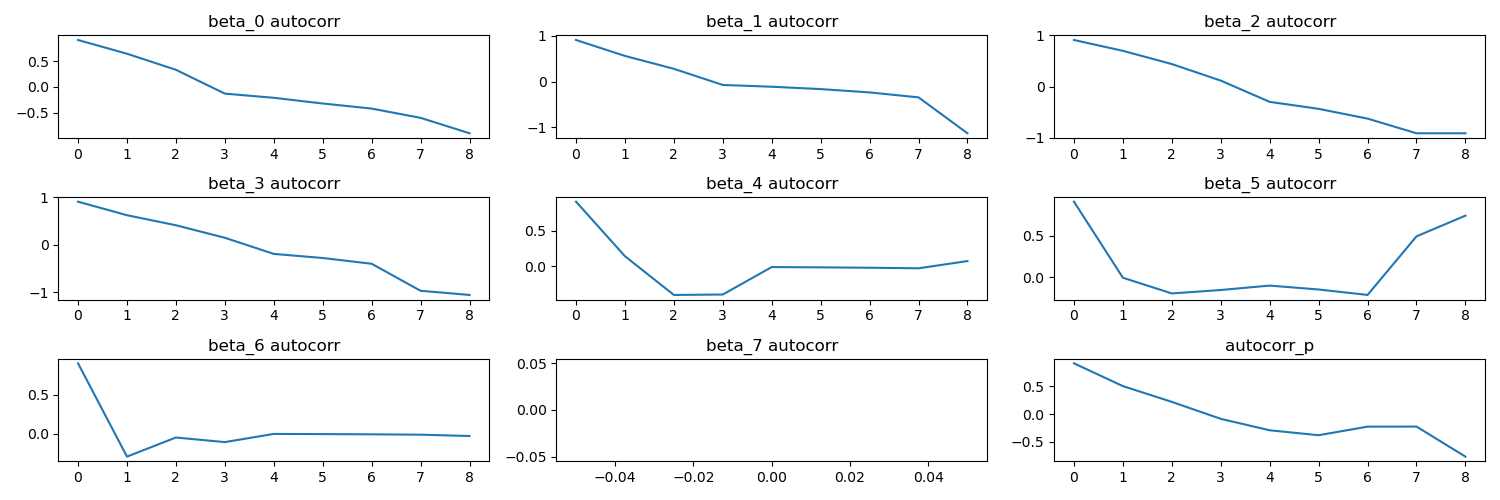 beta_0 autocorr
0.5
0.0
−0.5
0 1 2 3 4 5 6 7 8
beta_1 autocorr
1
0
−1
0 1 2 3 4 5 6 7 8
beta_2 autocorr
1
0
−1
0 1 2 3 4 5 6 7 8
beta_3 autocorr
1
0
−1
0 1 2 3 4 5 6 7 8
beta_4 autocorr
0.5
0.0
0 1 2 3 4 5 6 7 8
beta_5 autocorr
0.5
0.0
0 1 2 3 4 5 6 7 8
beta_6 autocorr
0.5
0.0
0 1 2 3 4 5 6 7 8
beta_7 autocorr
0.05
0.00
−0.05
−0.04 −0.02 0.00 0.02 0.04
autocorr_p
0.5
0.0
−0.5
0 1 2 3 4 5 6 7 8